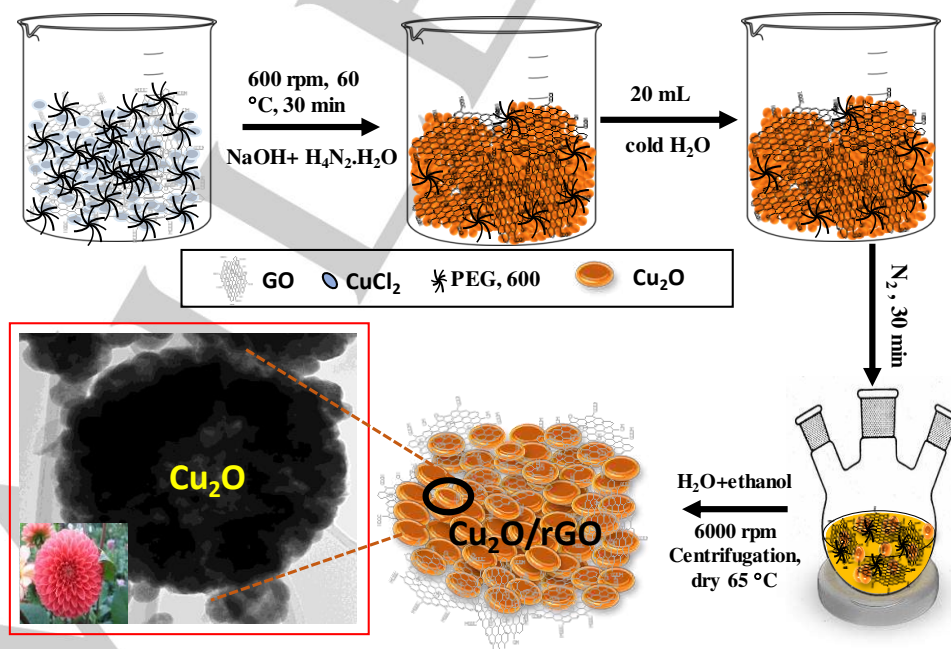 600 rpm, 60
°C, 30 min
NaOH+ H₄N₂.H₂O
20 mL
cold H₂O
GO
CuCl₂
PEG, 600
Cu₂O
N₂ , 30 min
H₂O+ethanol
6000 rpm
Centrifugation,
dry 65 °C
Cu₂O
Cu₂O/rGO